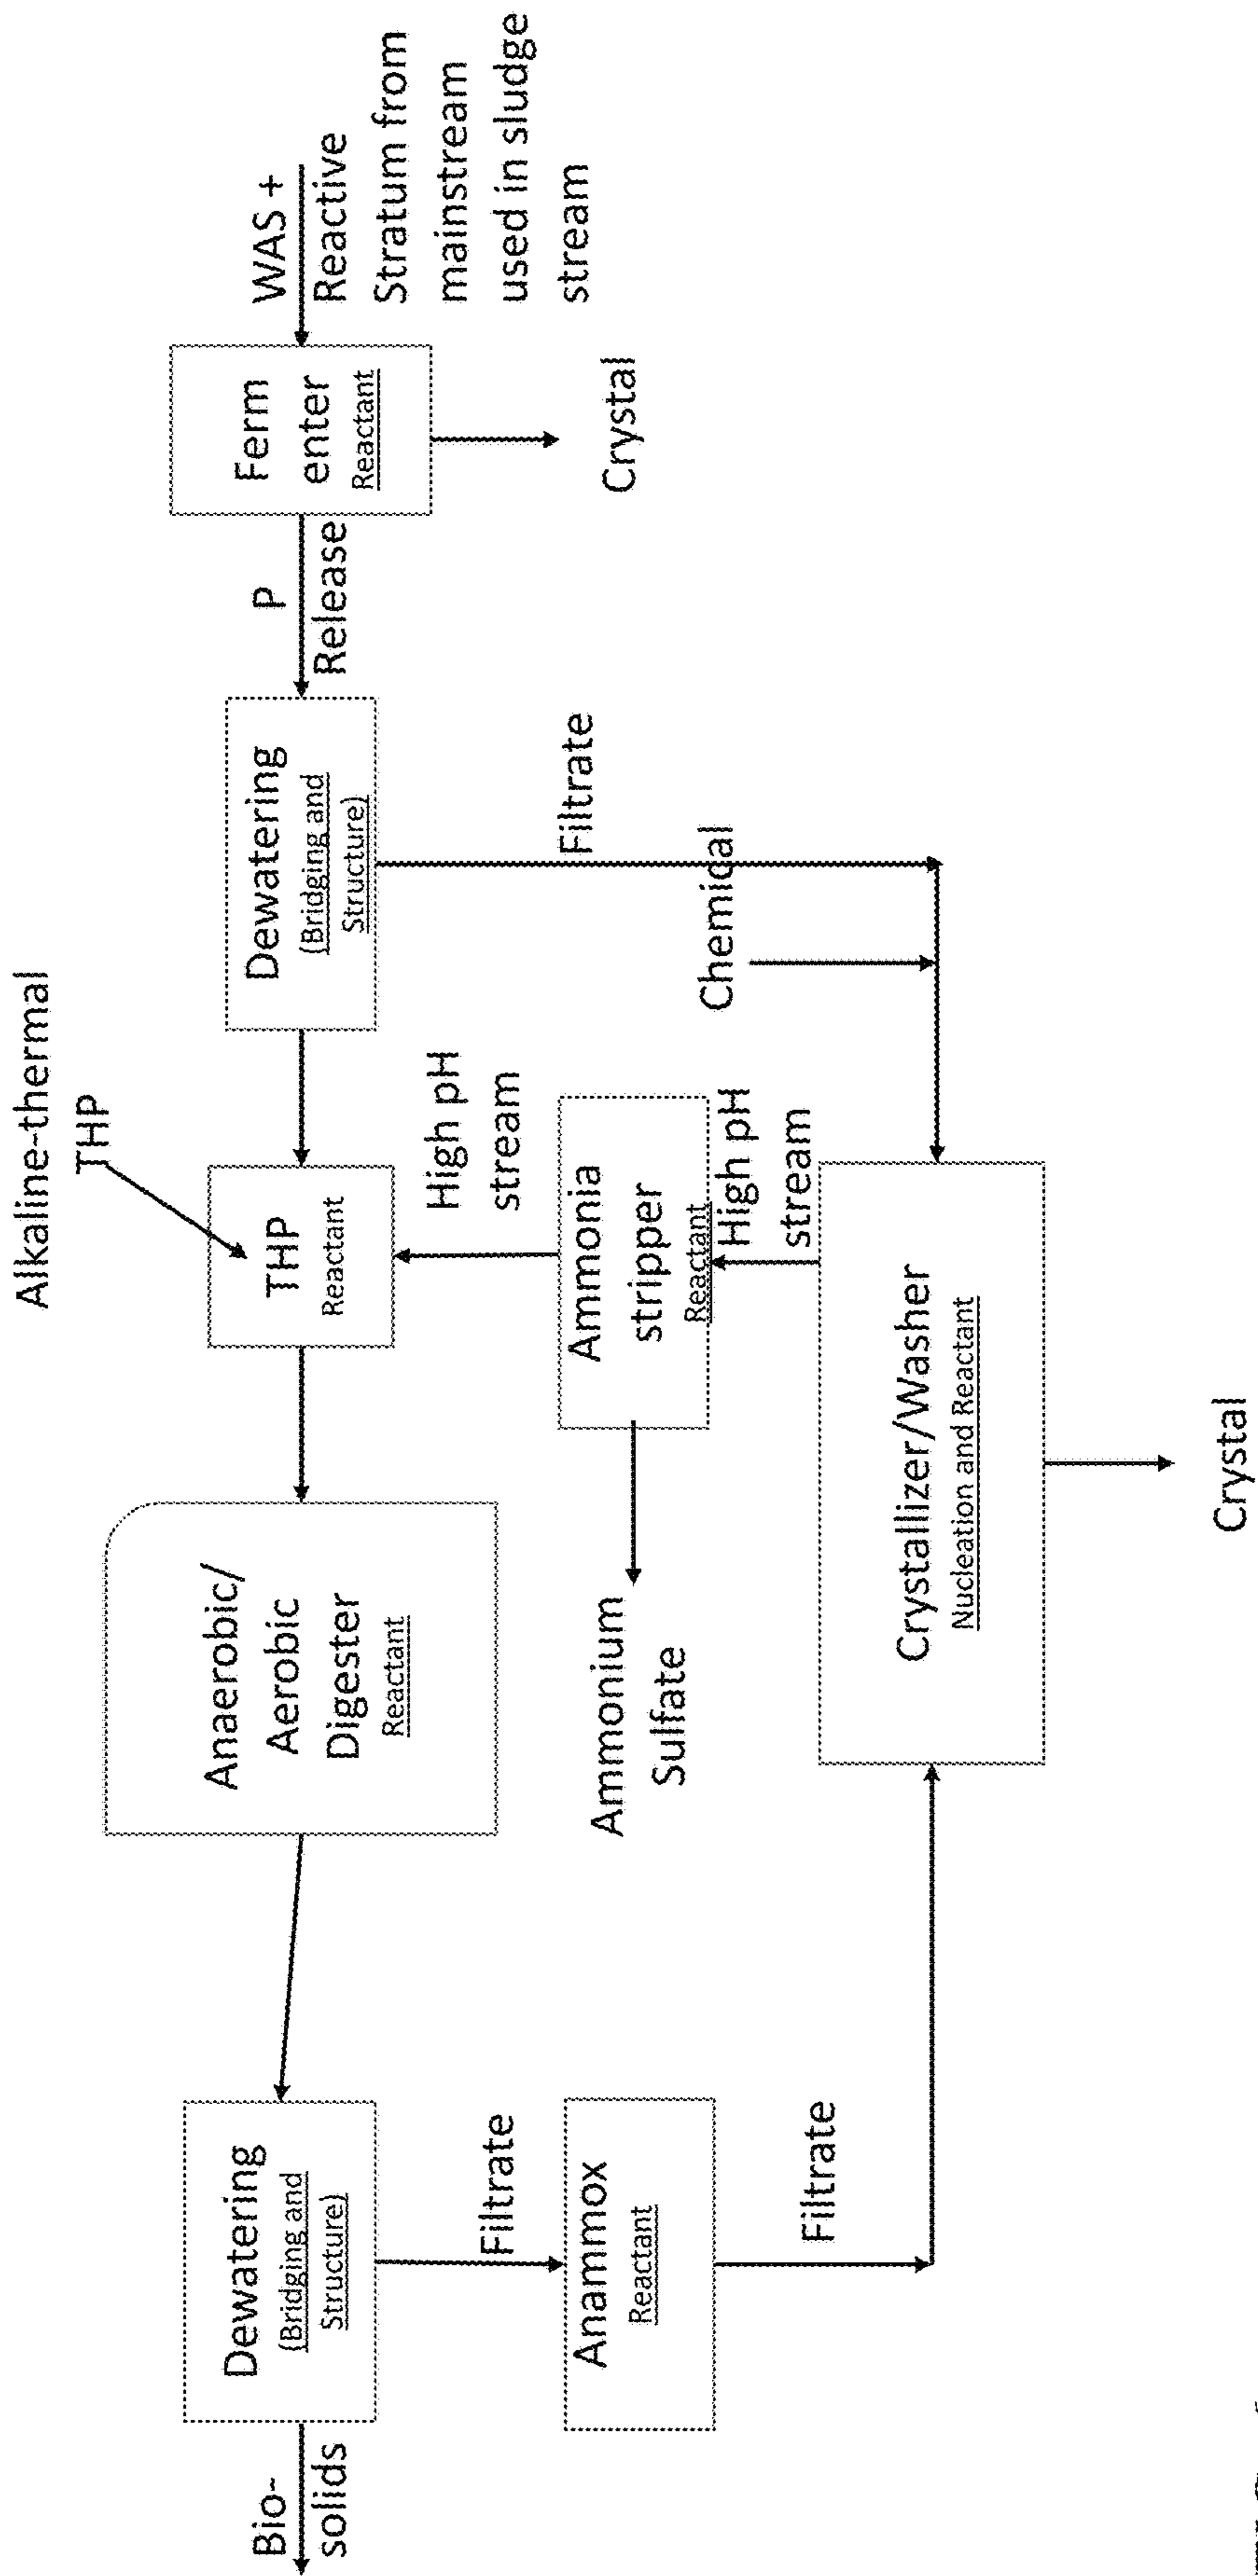 Alkaline-thermal
THP
Bio-
solids
Dewatering
(Bridging and
Structure)
Anaerobic/
Aerobic
Digester
Reactant
THP
Reactant
Dewatering
(Bridging and
Structure)
P
Release
Ferm
enter
Reactant
WAS +
Reactive
Stratum from
mainstream
used in sludge
stream
Filtrate
High pH
stream
Filtrate
Crystal
Anammox
Reactant
Ammonium
Sulfate
Ammonia
stripper
Reactant
Chemical
Filtrate
High pH
stream
Crystallizer/Washer
Nucleation and Reactant
Crystal